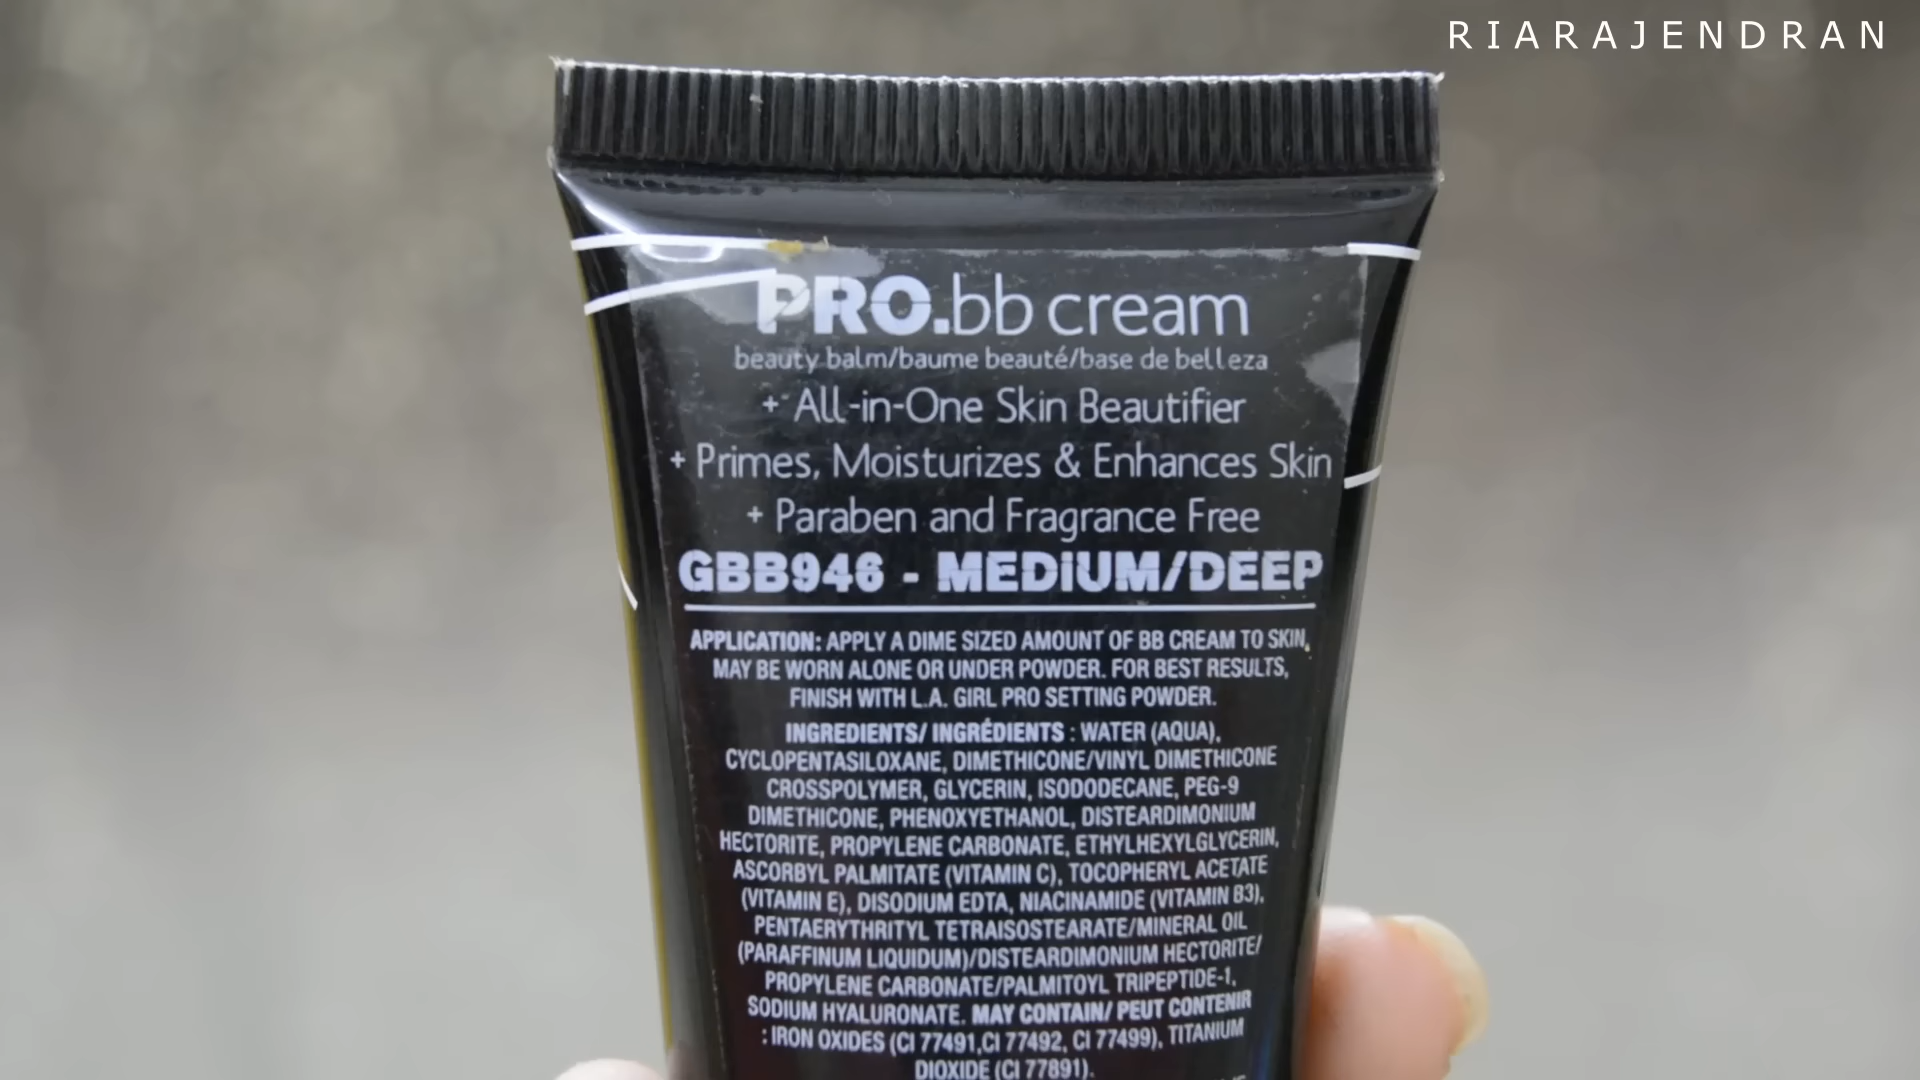 RIARAJENDRAN
PRO.bb cream
beauty balm/baume beauté/base de belleza
+ All-in-One Skin Beautifier
+ Primes, Moisturizes & Enhances Skin
+ Paraben and Fragrance Free
GBB946 - MEDIUM/DEEP
APPLICATION: APPLY A DIME SIZED AMOUNT OF BB CREAM TO SKIN,
MAY BE WORN ALONE OR UNDER POWDER. FOR BEST RESULTS,
FINISH WITH L.A. GIRL PRO SETTING POWDER.
INGREDIENTS/ INGRÉDIENTS : WATER (AQUA),
CYCLOPENTASILOXANE, DIMETHICONE/VINYL DIMETHICONE
CROSSPOLYMER, GLYCERIN, ISODODECANE, PEG-9
DIMETHICONE, PHENOXYETHANOL, DISTEARDIMONIUM
HECTORITE, PROPYLENE CARBONATE, ETHYLHEXYLGLYCERIN,
ASCORBYL PALMITATE (VITAMIN C), TOCOPHERYL ACETATE
(VITAMIN E), DISODIUM EDTA, NIACINAMIDE (VITAMIN B3),
PENTAERYTHRITYL TETRAISOSTEARATE/MINERAL OIL
(PARAFFINUM LIQUIDUM)/DISTEARDIMONIUM HECTORITE/
PROPYLENE CARBONATE/PALMITOYL TRIPEPTIDE-1,
SODIUM HYALURONATE. MAY CONTAIN/ PEUT CONTENIR
: IRON OXIDES (CI 77491,CI 77492, CI 77499), TITANIUM
DIOXIDE (CI 77891).